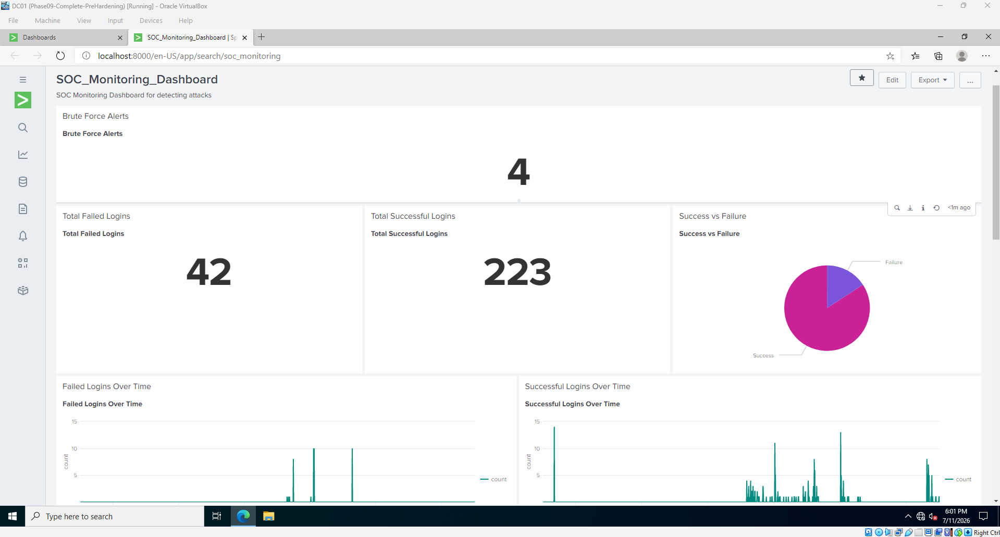 DC01 (Phase09-Complete-PreHardening) [Running] - Oracle VirtualBox
File Machine View Input Devices Help
Dashboards
SOC_Monitoring_Dashboard | Sp
localhost:8000/en-US/app/search/soc_monitoring
SOC_Monitoring_Dashboard
Edit
Export
...
SOC Monitoring Dashboard for detecting attacks
Brute Force Alerts
Brute Force Alerts
4
<1m ago
Total Failed Logins
Total Failed Logins
42
Total Successful Logins
Total Successful Logins
223
Success vs Failure
Success vs Failure
Failure
Success
Failed Logins Over Time
Failed Logins Over Time
15
10
5
count
count
Successful Logins Over Time
Successful Logins Over Time
15
10
5
count
count
Type here to search
6:01 PM
7/11/2026
Right Ctrl